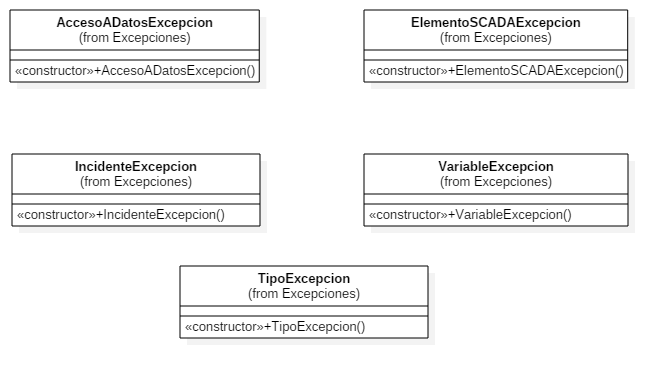 AccesoADatosExcepcion
(from Excepciones)
«constructor»+AccesoADatosExcepcion()
ElementoSCADAExcepcion
(from Excepciones)
«constructor»+ElementoSCADAExcepcion()
IncidenteExcepcion
(from Excepciones)
«constructor»+IncidenteExcepcion()
VariableExcepcion
(from Excepciones)
«constructor»+VariableExcepcion()
TipoExcepcion
(from Excepciones)
«constructor»+TipoExcepcion()